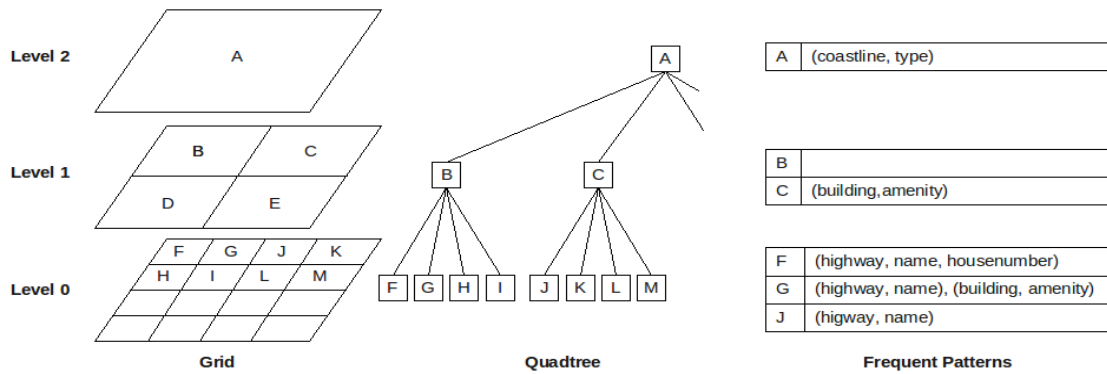 Level 2
A
A
A (coastline, type)
Level 1
B C
D E
B
C
B
C (building,amenity)
Level 0
F G J K
H I L M
F G H I J K L M
F (highway, name, housenumber)
G (highway, name), (building, amenity)
J (higway, name)
Grid
Quadtree
Frequent Patterns